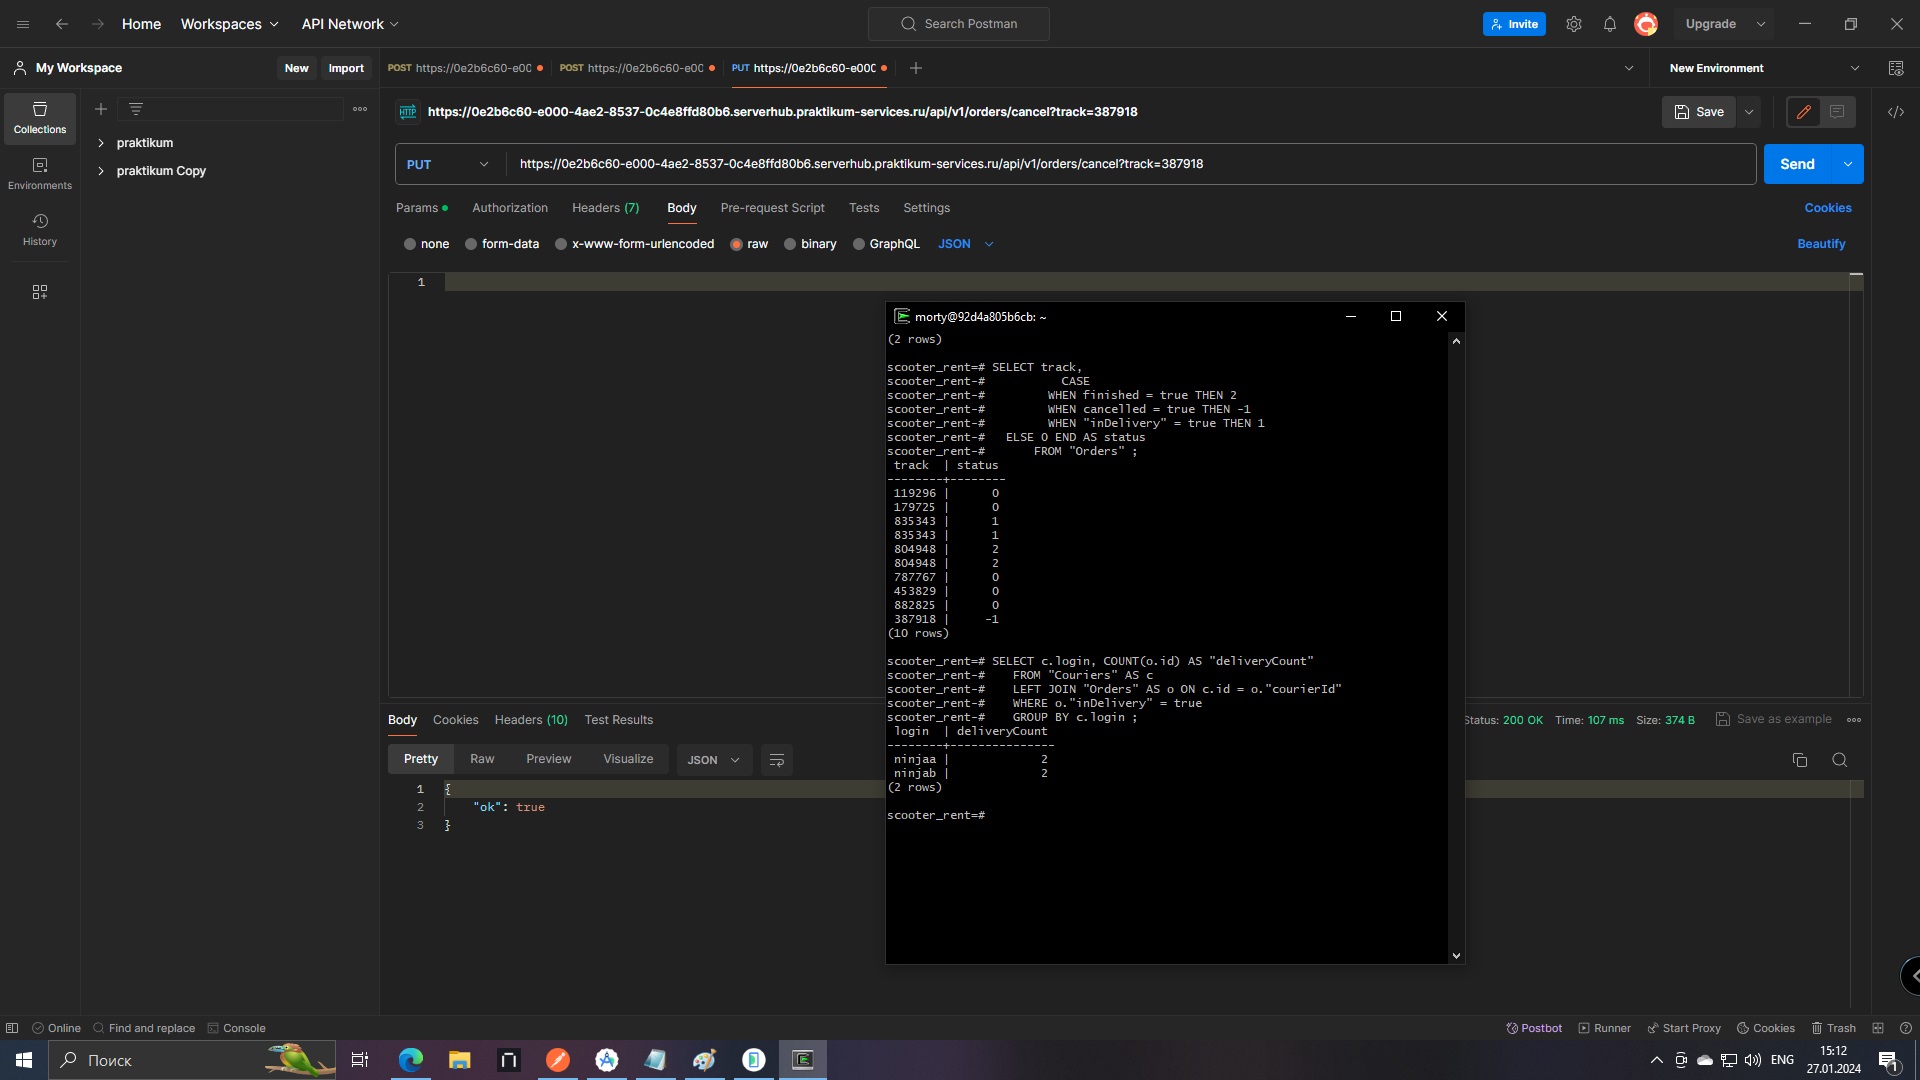 Home
Workspaces
API Network
Search Postman
Invite
Upgrade
My Workspace
New
Import
POST https://0e2b6c60-e00
POST https://0e2b6c60-e00
PUT https://0e2b6c60-e000
New Environment
Collections
Environments
History
praktikum
praktikum Copy
HTTP
https://0e2b6c60-e000-4ae2-8537-0c4e8ffd80b6.serverhub.praktikum-services.ru/api/v1/orders/cancel?track=387918
Save
PUT
https://0e2b6c60-e000-4ae2-8537-0c4e8ffd80b6.serverhub.praktikum-services.ru/api/v1/orders/cancel?track=387918
Send
Params
Authorization
Headers (7)
Body
Pre-request Script
Tests
Settings
Cookies
none
form-data
x-www-form-urlencoded
raw
binary
GraphQL
JSON
Beautify
1
morty@92d4a805b6cb: ~
(2 rows)
scooter_rent=# SELECT track,
scooter_rent-# CASE
scooter_rent-# WHEN finished = true THEN 2
scooter_rent-# WHEN cancelled = true THEN -1
scooter_rent-# WHEN "inDelivery" = true THEN 1
scooter_rent-# ELSE 0 END AS status
scooter_rent-# FROM "Orders" ;
track | status
--------+--------
119296 | 0
179725 | 0
835343 | 1
835343 | 1
804948 | 2
804948 | 2
787767 | 0
453829 | 0
882825 | 0
387918 | -1
(10 rows)
scooter_rent=# SELECT c.login, COUNT(o.id) AS "deliveryCount"
scooter_rent-# FROM "Couriers" AS c
scooter_rent-# LEFT JOIN "Orders" AS o ON c.id = o."courierId"
scooter_rent-# WHERE o."inDelivery" = true
scooter_rent-# GROUP BY c.login ;
login | deliveryCount
--------+---------------
ninjaa | 2
ninjab | 2
(2 rows)
scooter_rent=#
Body
Cookies
Headers (10)
Test Results
Status: 200 OK
Time: 107 ms
Size: 374 B
Save as example
Pretty
Raw
Preview
Visualize
JSON
1 {
2 "ok": true
3 }
Online
Find and replace
Console
Postbot
Runner
Start Proxy
Cookies
Trash
Поиск
ENG
15:12
27.01.2024
1